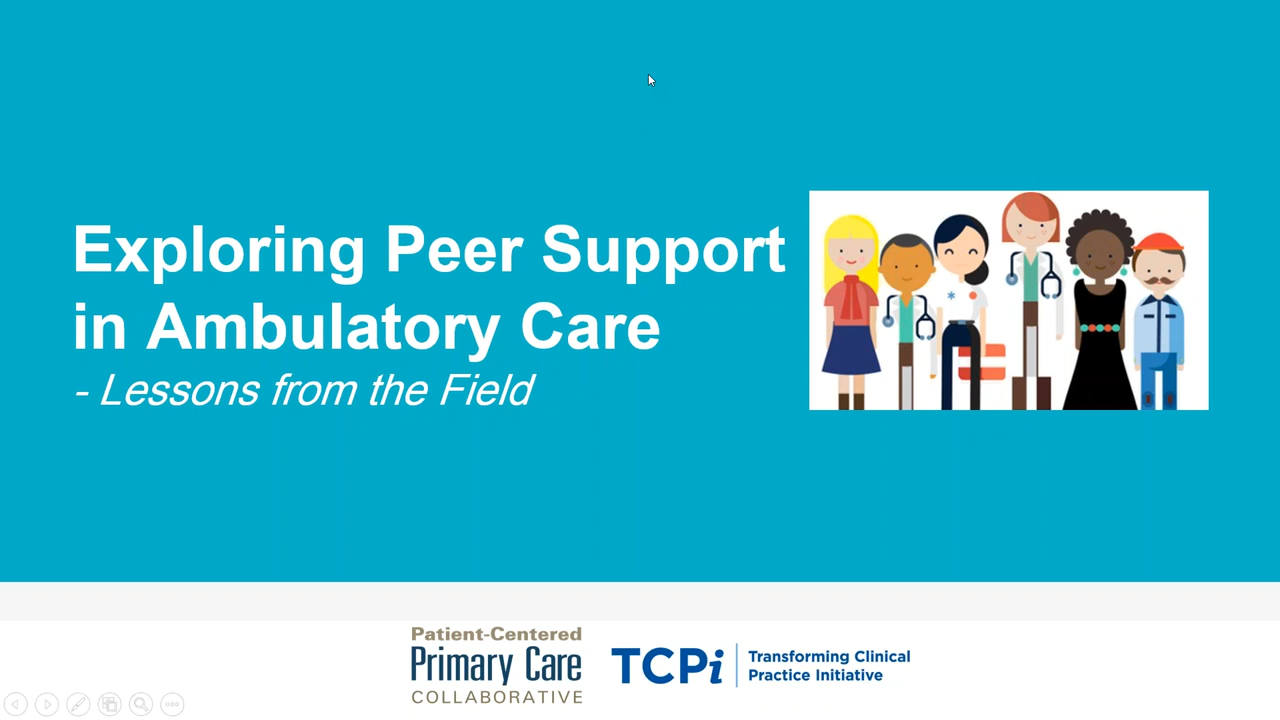 Exploring Peer Support
in Ambulatory Care
- Lessons from the Field
Patient-Centered
Primary Care
COLLABORATIVE
TCPi
Transforming Clinical
Practice Initiative